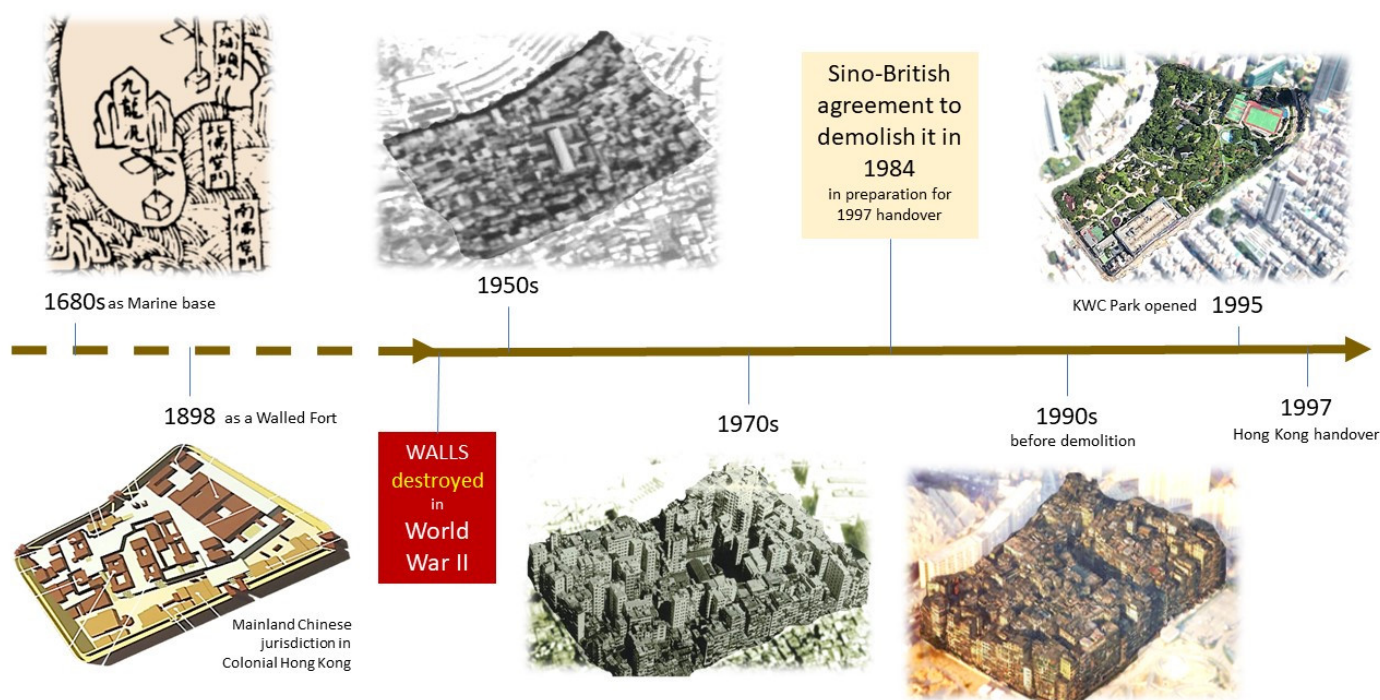 九龍
Sino-British
agreement to
demolish it in
1984
in preparation for
1997 handover
1680s as Marine base
1950s
KWC Park opened 1995
1898 as a Walled Fort
WALLS
destroyed
in
World
War II
1970s
1990s
before demolition
1997
Hong Kong handover
Mainland Chinese
jurisdiction in
Colonial Hong Kong